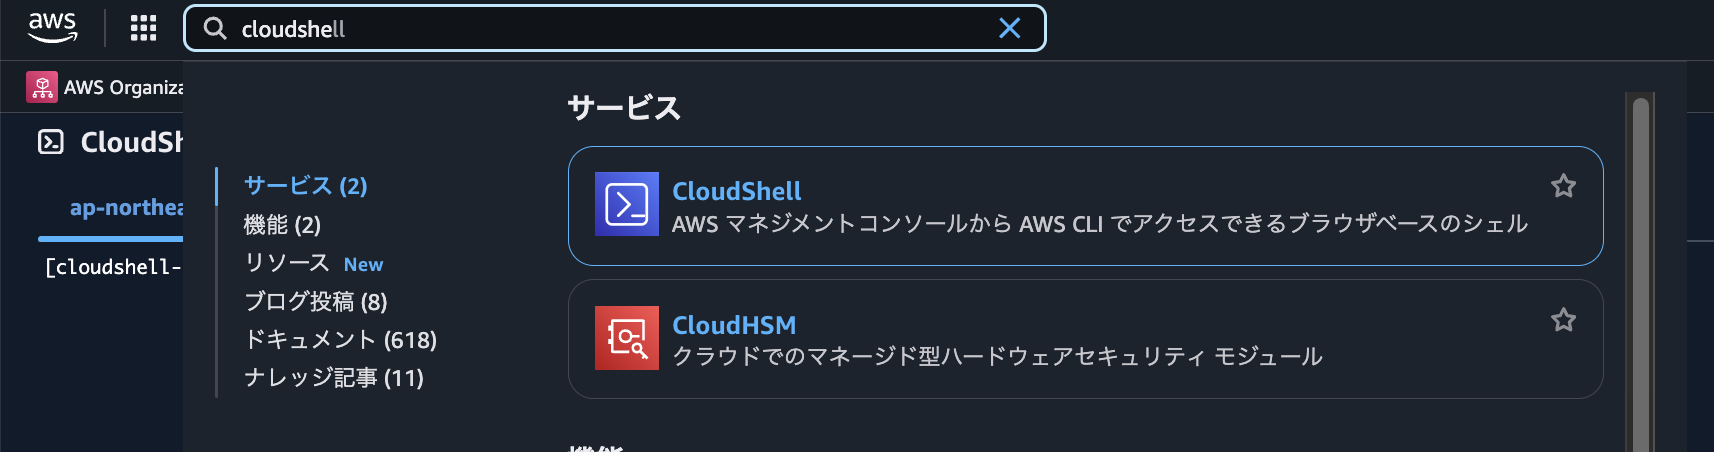 aws
cloudshell
AWS Organiza
CloudSh
ap-northea
[cloudshell-
サービス (2)
機能 (2)
リソース New
ブログ投稿 (8)
ドキュメント (618)
ナレッジ記事 (11)
サービス
CloudShell
AWS マネジメントコンソールから AWS CLI でアクセスできるブラウザベースのシェル
CloudHSM
クラウドでのマネージド型ハードウェアセキュリティ モジュール
機能